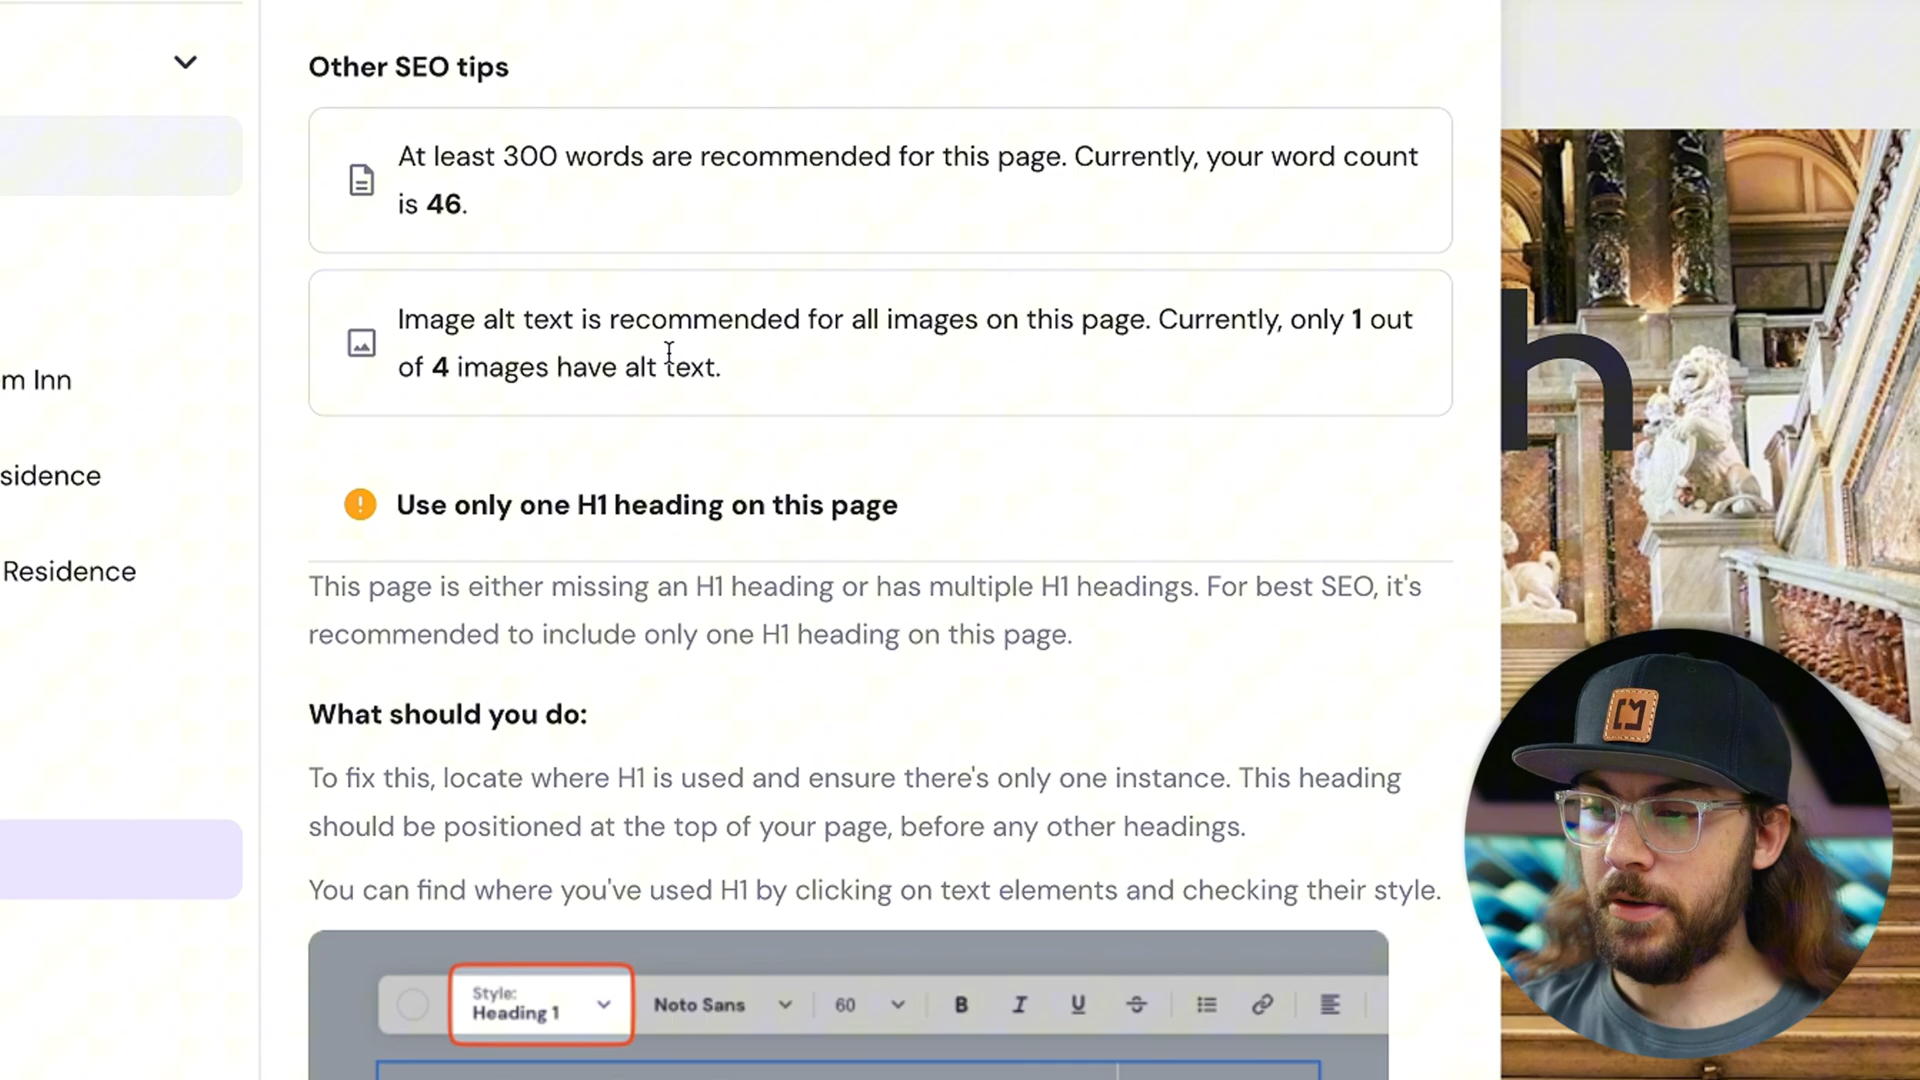 Other SEO tips
At least 300 words are recommended for this page. Currently, your word count
is 46.
Image alt text is recommended for all images on this page. Currently, only 1 out
of 4 images have alt text.
m Inn
sidence
Residence
h
Use only one H1 heading on this page
This page is either missing an H1 heading or has multiple H1 headings. For best SEO, it's
recommended to include only one H1 heading on this page.
What should you do:
To fix this, locate where H1 is used and ensure there's only one instance. This heading
should be positioned at the top of your page, before any other headings.
You can find where you've used H1 by clicking on text elements and checking their style.
Style:
Heading 1
Noto Sans
60
B I U S